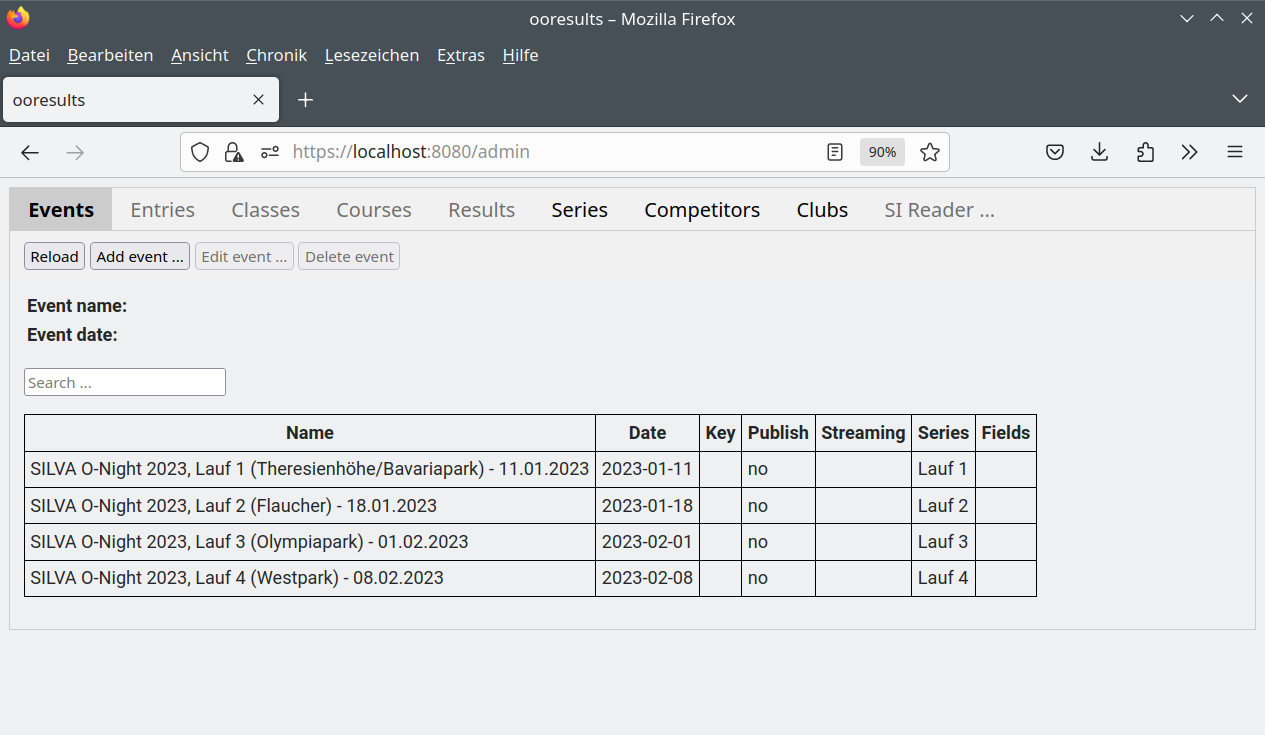 ooresults – Mozilla Firefox
Datei Bearbeiten Ansicht Chronik Lesezeichen Extras Hilfe
ooresults
https://localhost:8080/admin 90%
Events Entries Classes Courses Results Series Competitors Clubs SI Reader ...
Reload Add event ... Edit event ... Delete event
Event name:
Event date:
Search ...
Name Date Key Publish Streaming Series Fields
SILVA O-Night 2023, Lauf 1 (Theresienhöhe/Bavariapark) - 11.01.2023 2023-01-11 no Lauf 1
SILVA O-Night 2023, Lauf 2 (Flaucher) - 18.01.2023 2023-01-18 no Lauf 2
SILVA O-Night 2023, Lauf 3 (Olympiapark) - 01.02.2023 2023-02-01 no Lauf 3
SILVA O-Night 2023, Lauf 4 (Westpark) - 08.02.2023 2023-02-08 no Lauf 4